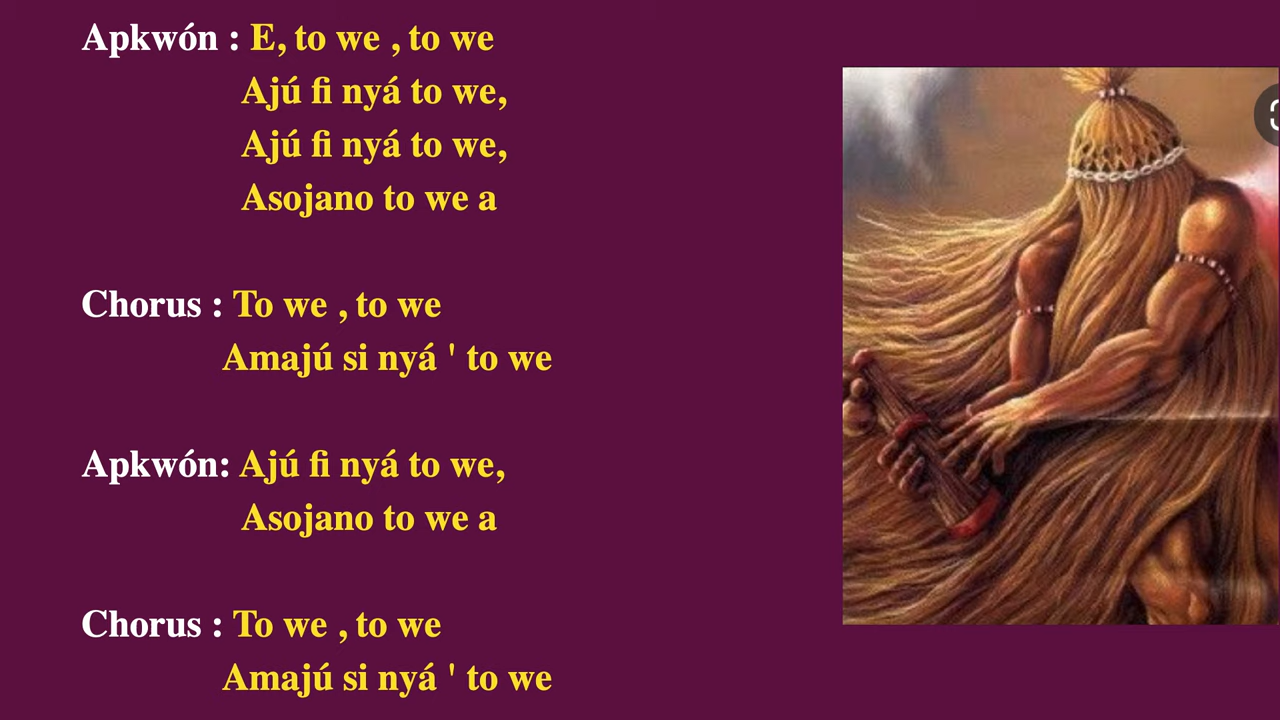 Apkwón : E, to we , to we
Ajú fi nyá to we,
Ajú fi nyá to we,
Asojano to we a
Chorus : To we , to we
Amajú si nyá ' to we
Apkwón: Ajú fi nyá to we,
Asojano to we a
Chorus : To we , to we
Amajú si nyá ' to we